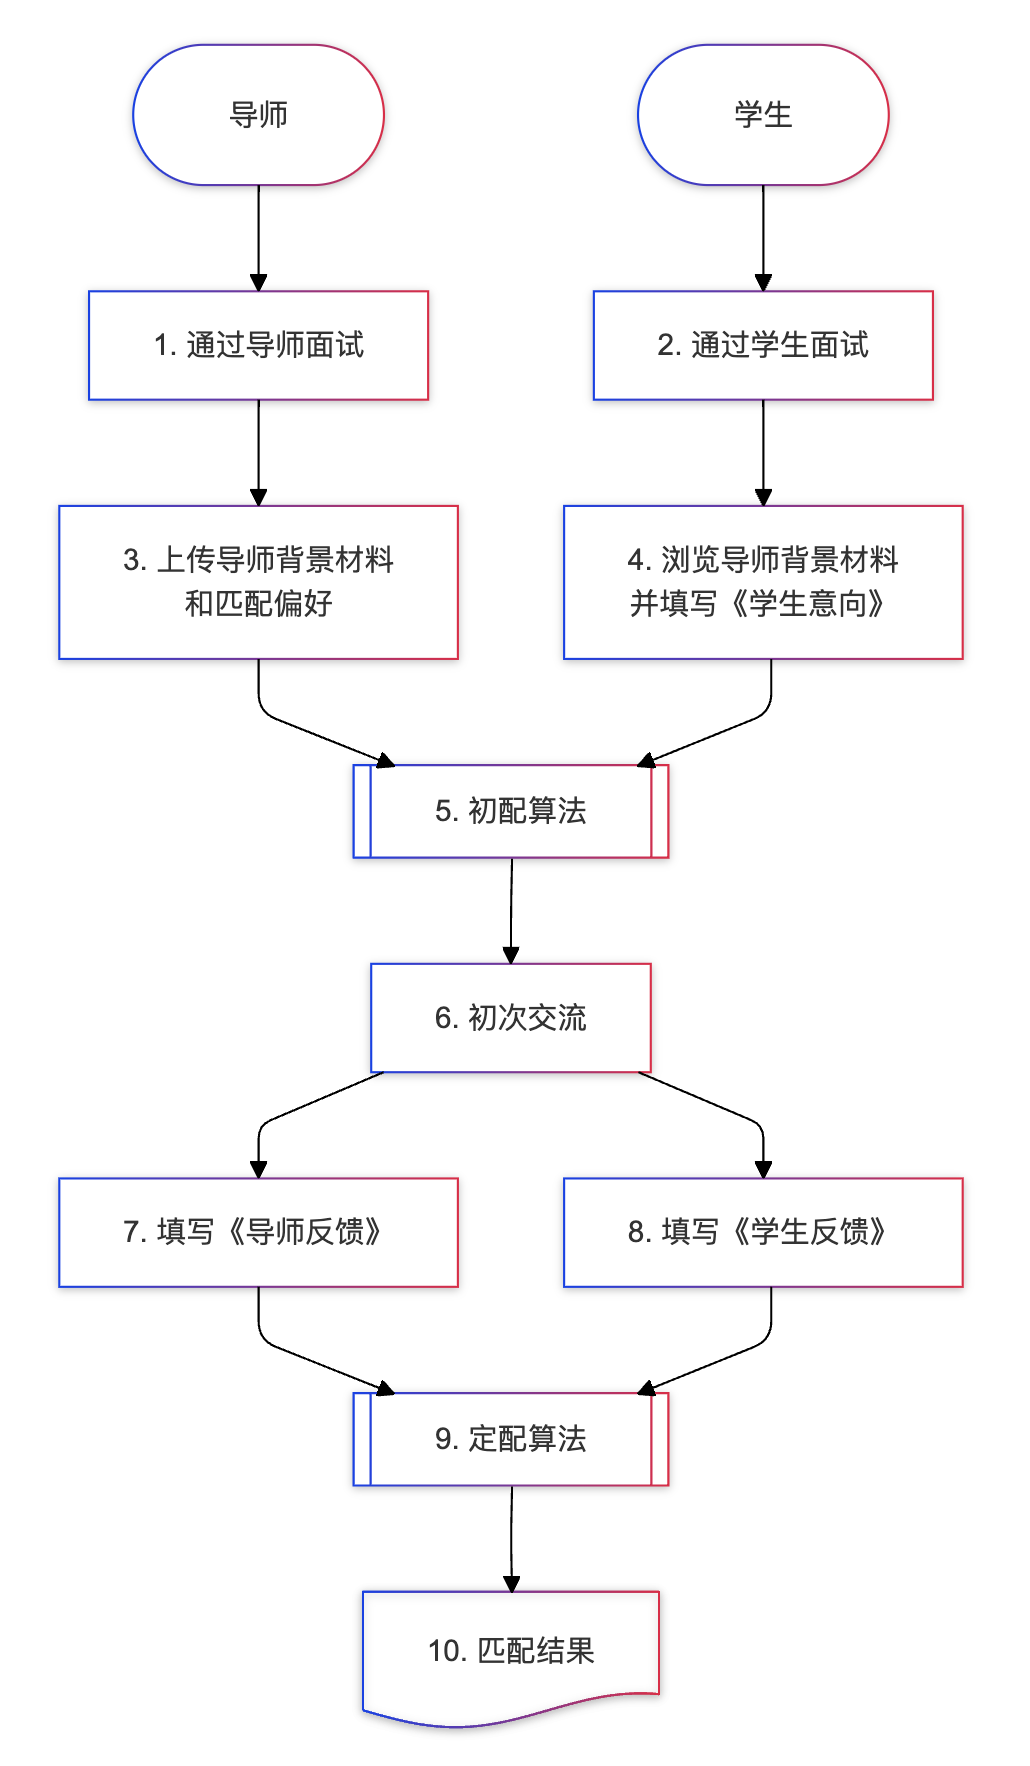 导师
学生
1. 通过导师面试
2. 通过学生面试
3. 上传导师背景材料
和匹配偏好
4. 浏览导师背景材料
并填写《学生意向》
5. 初配算法
6. 初次交流
7. 填写《导师反馈》
8. 填写《学生反馈》
9. 定配算法
10. 匹配结果